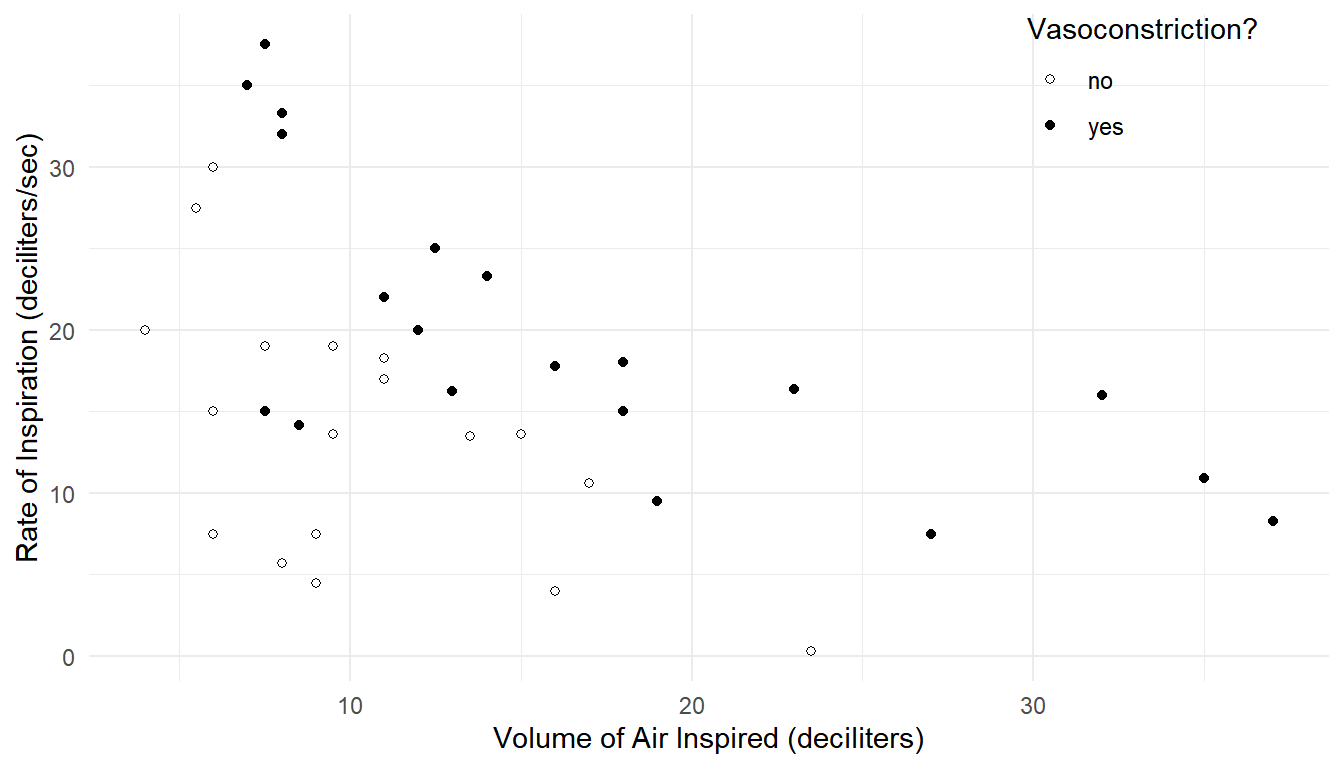 Vasoconstriction?
no
yes
Rate of Inspiration (deciliters/sec)
30
20
10
0
10
20
30
Volume of Air Inspired (deciliters)